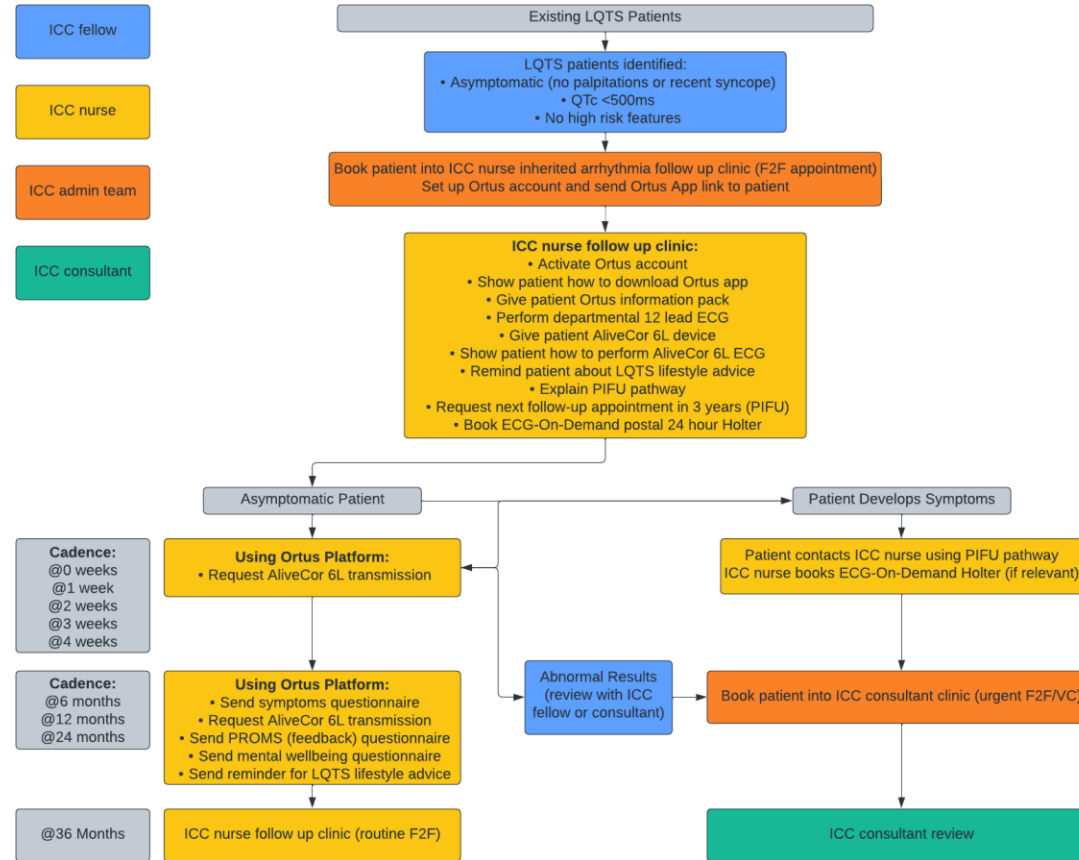 ICC fellow
ICC nurse
ICC admin team
ICC consultant
Existing LQTS Patients
LQTS patients identified:
• Asymptomatic (no palpitations or recent syncope)
• QTc <500ms
• No high risk features
Book patient into ICC nurse inherited arrhythmia follow up clinic (F2F appointment)
Set up Ortus account and send Ortus App link to patient
ICC nurse follow up clinic:
• Activate Ortus account
• Show patient how to download Ortus app
• Give patient Ortus information pack
• Perform departmental 12 lead ECG
• Give patient AliveCor 6L device
• Show patient how to perform AliveCor 6L ECG
• Remind patient about LQTS lifestyle advice
• Explain PIFU pathway
• Request next follow-up appointment in 3 years (PIFU)
• Book ECG-On-Demand postal 24 hour Holter
Asymptomatic Patient
Patient Develops Symptoms
Cadence:
@0 weeks
@1 week
@2 weeks
@3 weeks
@4 weeks
Using Ortus Platform:
• Request AliveCor 6L transmission
Patient contacts ICC nurse using PIFU pathway
ICC nurse books ECG-On-Demand Holter (if relevant)
Cadence:
@6 months
@12 months
@24 months
Using Ortus Platform:
• Send symptoms questionnaire
• Request AliveCor 6L transmission
• Send PROMS (feedback) questionnaire
• Send mental wellbeing questionnaire
• Send reminder for LQTS lifestyle advice
Abnormal Results
(review with ICC
fellow or consultant)
Book patient into ICC consultant clinic (urgent F2F/VC)
@36 Months
ICC nurse follow up clinic (routine F2F)
ICC consultant review